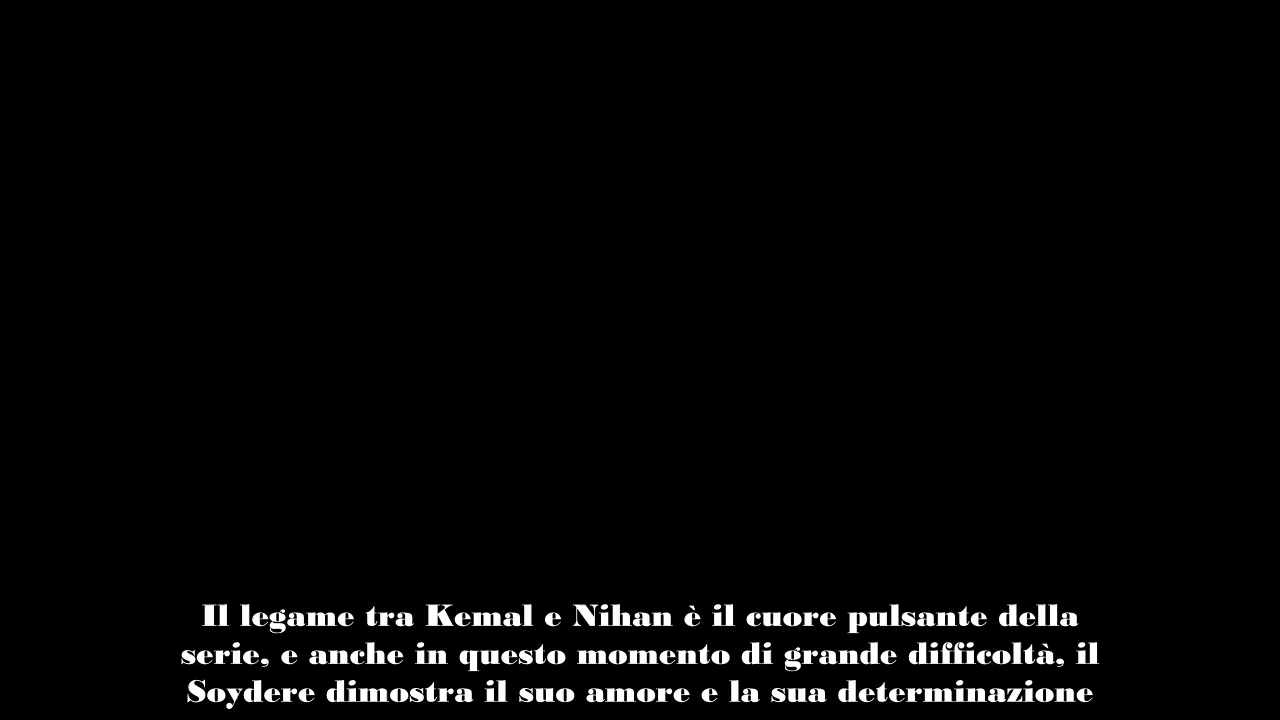 Il legame tra Kemal e Nihan è il cuore pulsante della
serie, e anche in questo momento di grande difficoltà, il
Soydere dimostra il suo amore e la sua determinazione